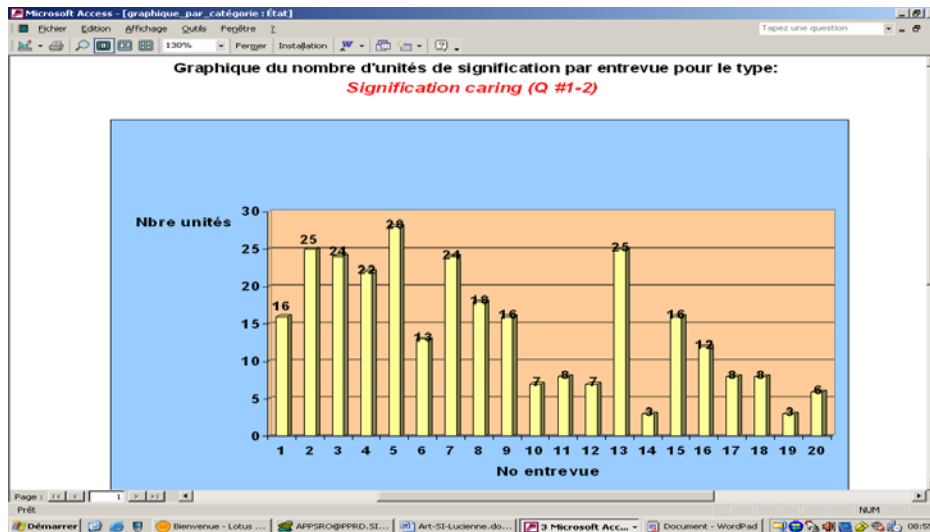 Microsoft Access - [graphique_par_catégorie : État]
Fichier Edition Affichage Outils Fenêtre ?
Tapez une question
130% Fermer Installation
Graphique du nombre d'unités de signification par entrevue pour le type:
Signification caring (Q #1-2)
Nbre unités
30
25
20
15
10
5
0
16 25 24 22 28 13 24 18 16 7 8 7 25 3 16 12 8 8 3 6
1 2 3 4 5 6 7 8 9 10 11 12 13 14 15 16 17 18 19 20
No entrevue
Page : 1
Prêt
NUM
Démarrer Bienvenue - Lotus ... APPSRO@PPRD.SI... Art-SI-Lucienne.do... 3 Microsoft Acc... Document - WordPad